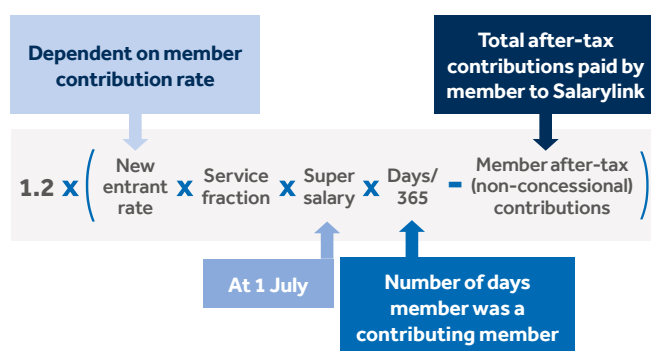 Dependent on member
contribution rate
Total after-tax
contributions paid by
member to Salarylink
1.2 x ( New entrant rate x Service fraction x Super salary x Days/ 365 - Member after-tax (non-concessional) contributions )
At 1 July
Number of days
member was a
contributing member